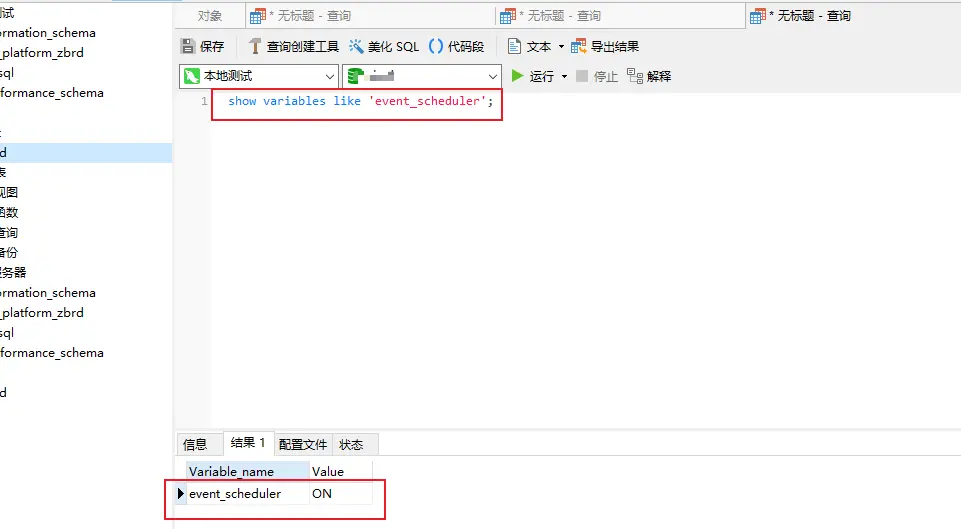 测试
ormation_schema
_platform_zbrd
sql
formance_schema
d
表
视图
函数
查询
备份
服务器
ormation_schema
_platform_zbrd
sql
formance_schema
d
对象
* 无标题 - 查询
* 无标题 - 查询
* 无标题 - 查询
保存 查询创建工具 美化 SQL () 代码段 文本 导出结果
本地测试 运行 停止 解释
1 show variables like 'event_scheduler';
信息 结果 1 配置文件 状态
Variable_name Value
event_scheduler ON